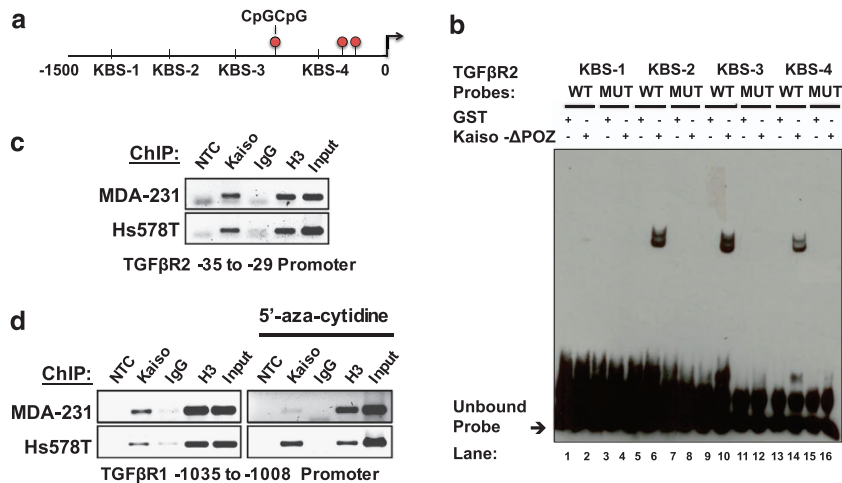 a
CpGCpG
-1500 KBS-1 KBS-2 KBS-3 KBS-4 0
b
TGFβR2 KBS-1 KBS-2 KBS-3 KBS-4
Probes: WT MUT WT MUT WT MUT WT MUT
GST + - + - + - + - + - + - + - + -
Kaiso -ΔPOZ - + - + - + - + - + - + - + - +
Unbound
Probe
Lane: 1 2 3 4 5 6 7 8 9 10 11 12 13 14 15 16
c
ChIP: NTC Kaiso IgG H3 Input
MDA-231
Hs578T
TGFβR2 -35 to -29 Promoter
d
5'-aza-cytidine
ChIP: NTC Kaiso IgG H3 Input NTC Kaiso IgG H3 Input
MDA-231
Hs578T
TGFβR1 -1035 to -1008 Promoter